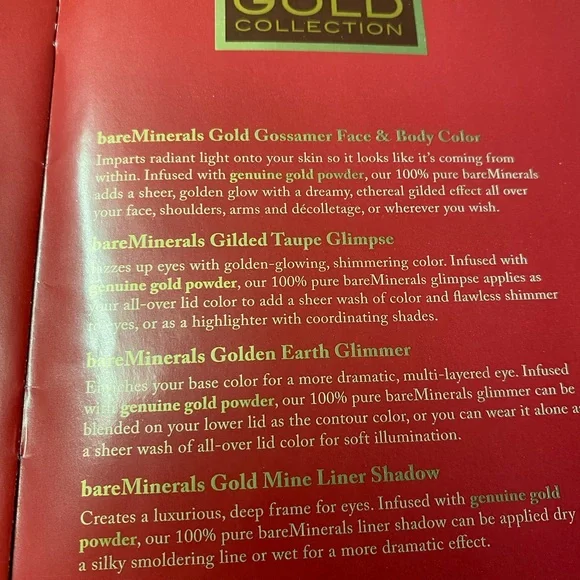 GOLD
COLLECTION
bareMinerals Gold Gossamer Face & Body Color
Imparts radiant light onto your skin so it looks like it's coming from
within. Infused with genuine gold powder, our 100% pure bareMinerals
adds a sheer, golden glow with a dreamy, ethereal gilded effect all over
your face, shoulders, arms and décolletage, or wherever you wish.
bareMinerals Gilded Taupe Glimpse
Jazzes up eyes with golden-glowing, shimmering color. Infused with
genuine gold powder, our 100% pure bareMinerals glimpse applies as
your all-over lid color to add a sheer wash of color and flawless shimmer
to eyes, or as a highlighter with coordinating shades.
bareMinerals Golden Earth Glimmer
Enriches your base color for a more dramatic, multi-layered eye. Infused
with genuine gold powder, our 100% pure bareMinerals glimmer can be
blended on your lower lid as the contour color, or you can wear it alone as
a sheer wash of all-over lid color for soft illumination.
bareMinerals Gold Mine Liner Shadow
Creates a luxurious, deep frame for eyes. Infused with genuine gold
powder, our 100% pure bareMinerals liner shadow can be applied dry
a silky smoldering line or wet for a more dramatic effect.